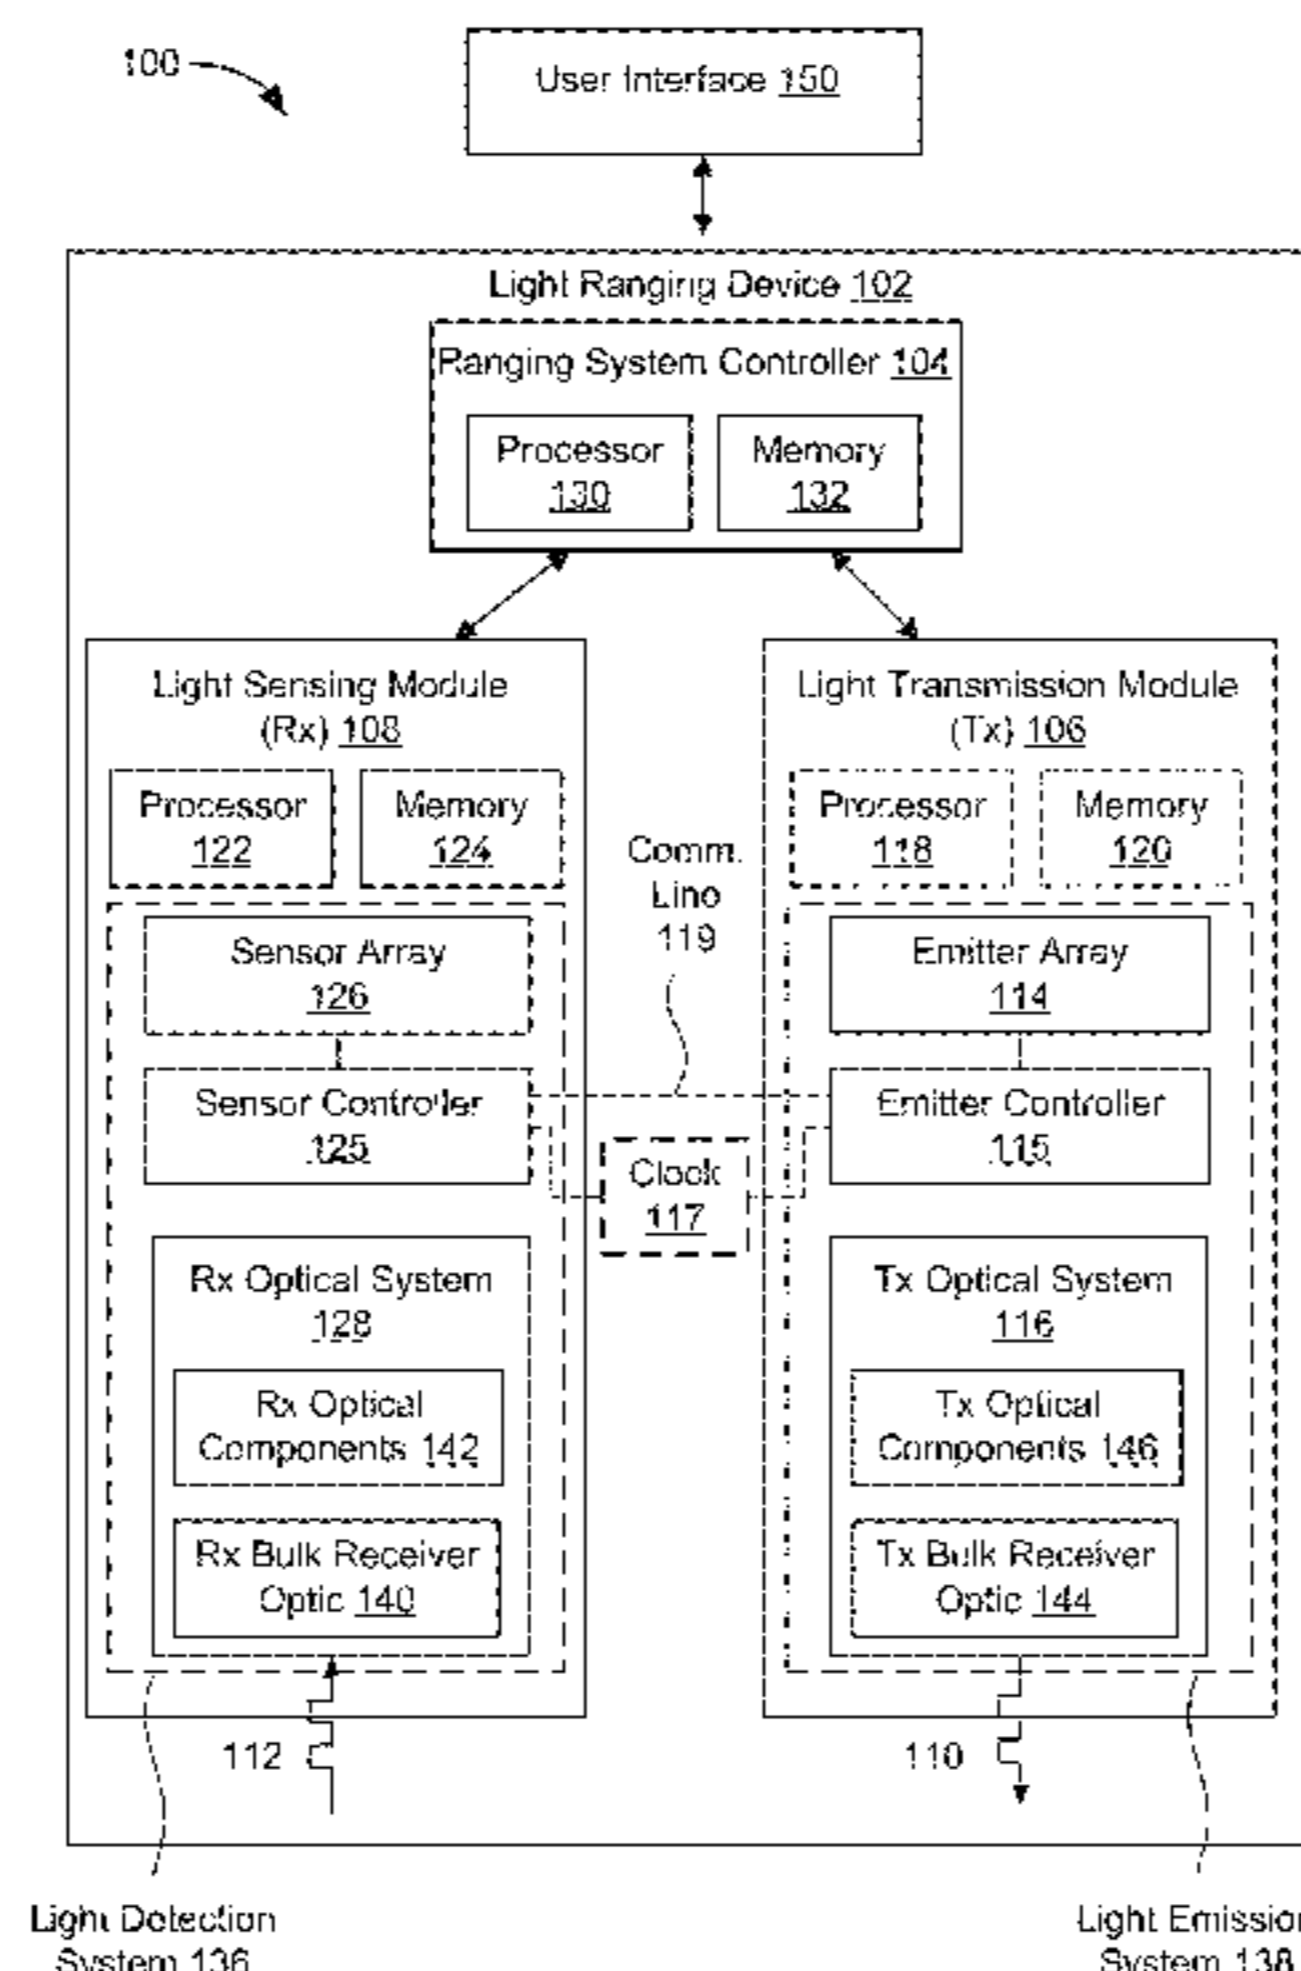 100
User Interface 150
Light Ranging Device 102
Ranging System Controller 104
Processor
130
Memory
132
Light Sensing Module
(Rx) 108
Processor
122
Memory
124
Sensor Array
126
Sensor Controller
125
Rx Optical System
128
Rx Optical
Components 142
Rx Bulk Receiver
Optic 140
112
Light Detection
System 136
Comm.
Line
119
Clock
117
Light Transmission Module
(Tx) 106
Processor
118
Memory
120
Emitter Array
114
Emitter Controller
115
Tx Optical System
116
Tx Optical
Components 146
Tx Bulk Receiver
Optic 144
110
Light Emission
System 138